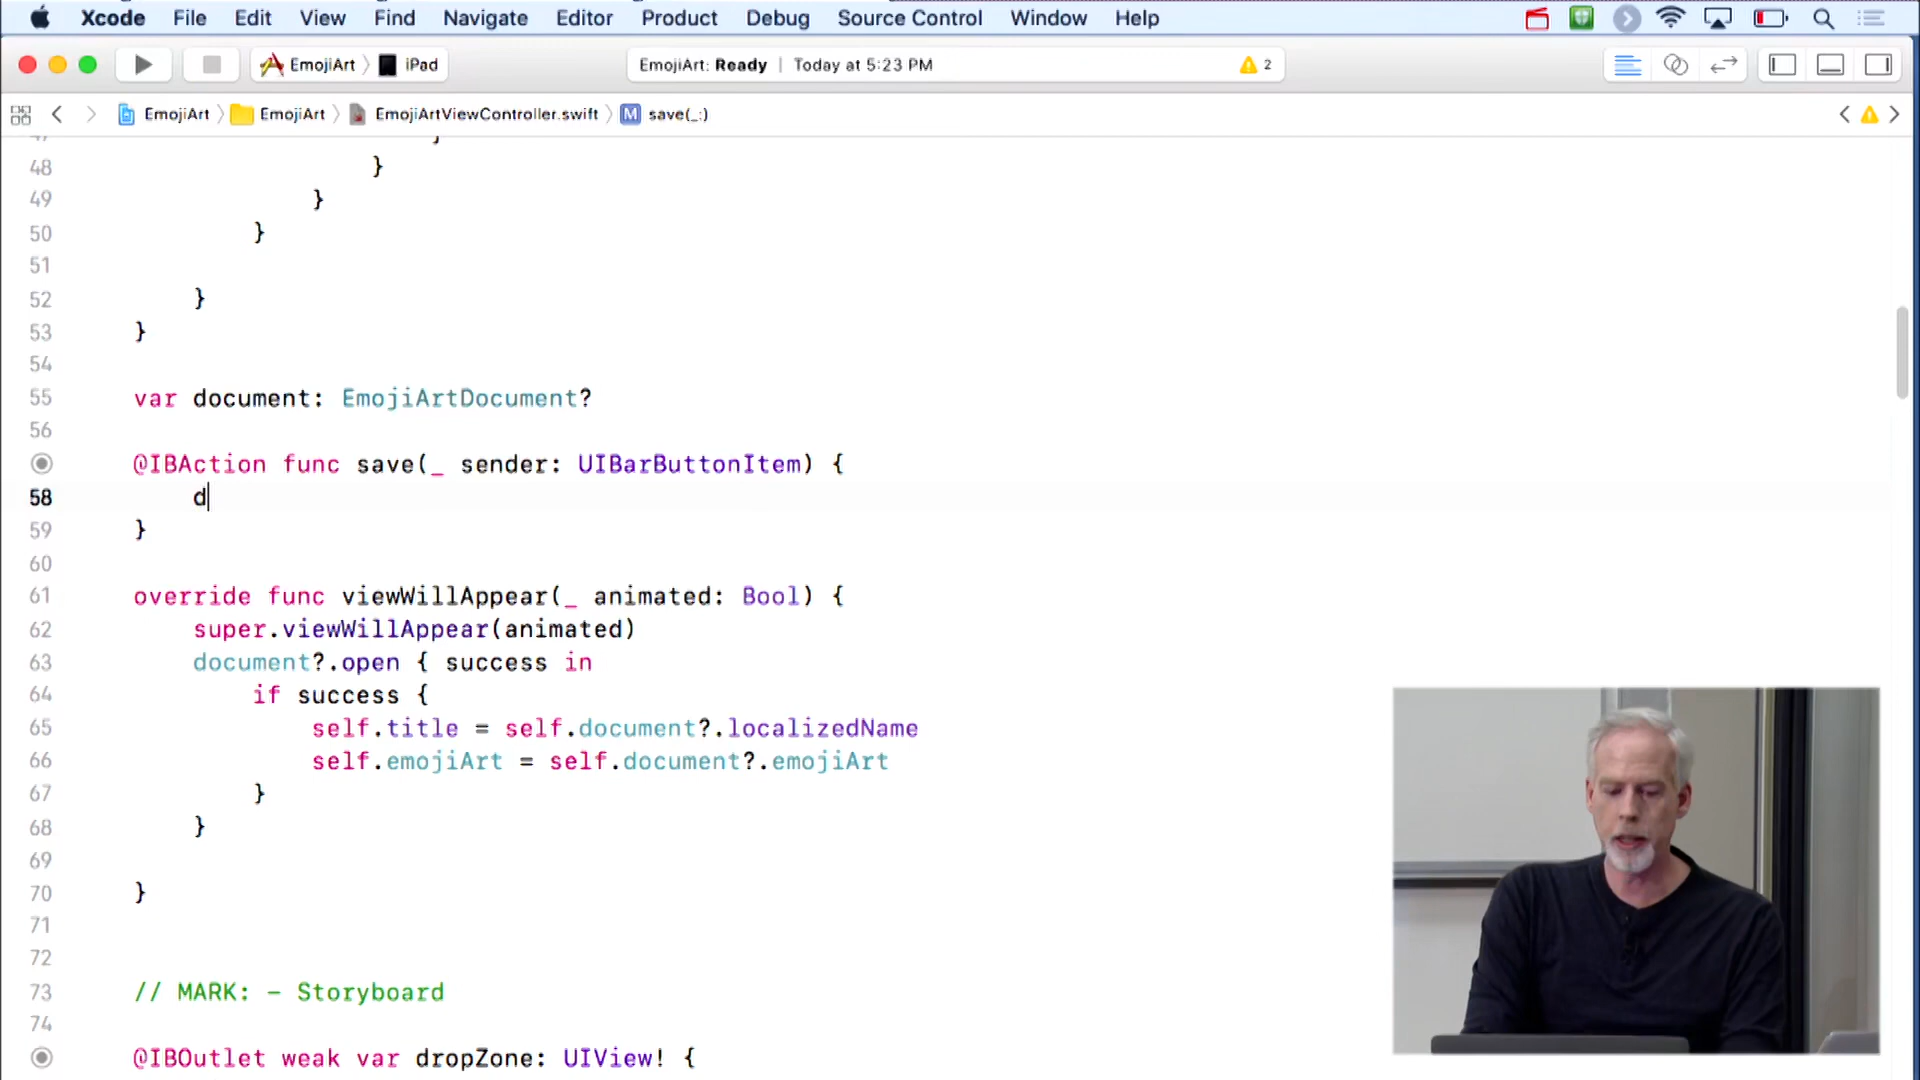 Xcode File Edit View Find Navigate Editor Product Debug Source Control Window Help
EmojiArt iPad EmojiArt: Ready | Today at 5:23 PM 2
EmojiArt EmojiArt EmojiArtViewController.swift M save(_:)
48 }
49 }
50 }
51
52 }
53 }
54
55 var document: EmojiArtDocument?
56
@IBAction func save(_ sender: UIBarButtonItem) {
58 d
59 }
60
61 override func viewWillAppear(_ animated: Bool) {
62 super.viewWillAppear(animated)
63 document?.open { success in
64 if success {
65 self.title = self.document?.localizedName
66 self.emojiArt = self.document?.emojiArt
67 }
68 }
69
70 }
71
72
73 // MARK: - Storyboard
74
@IBOutlet weak var dropZone: UIView! {